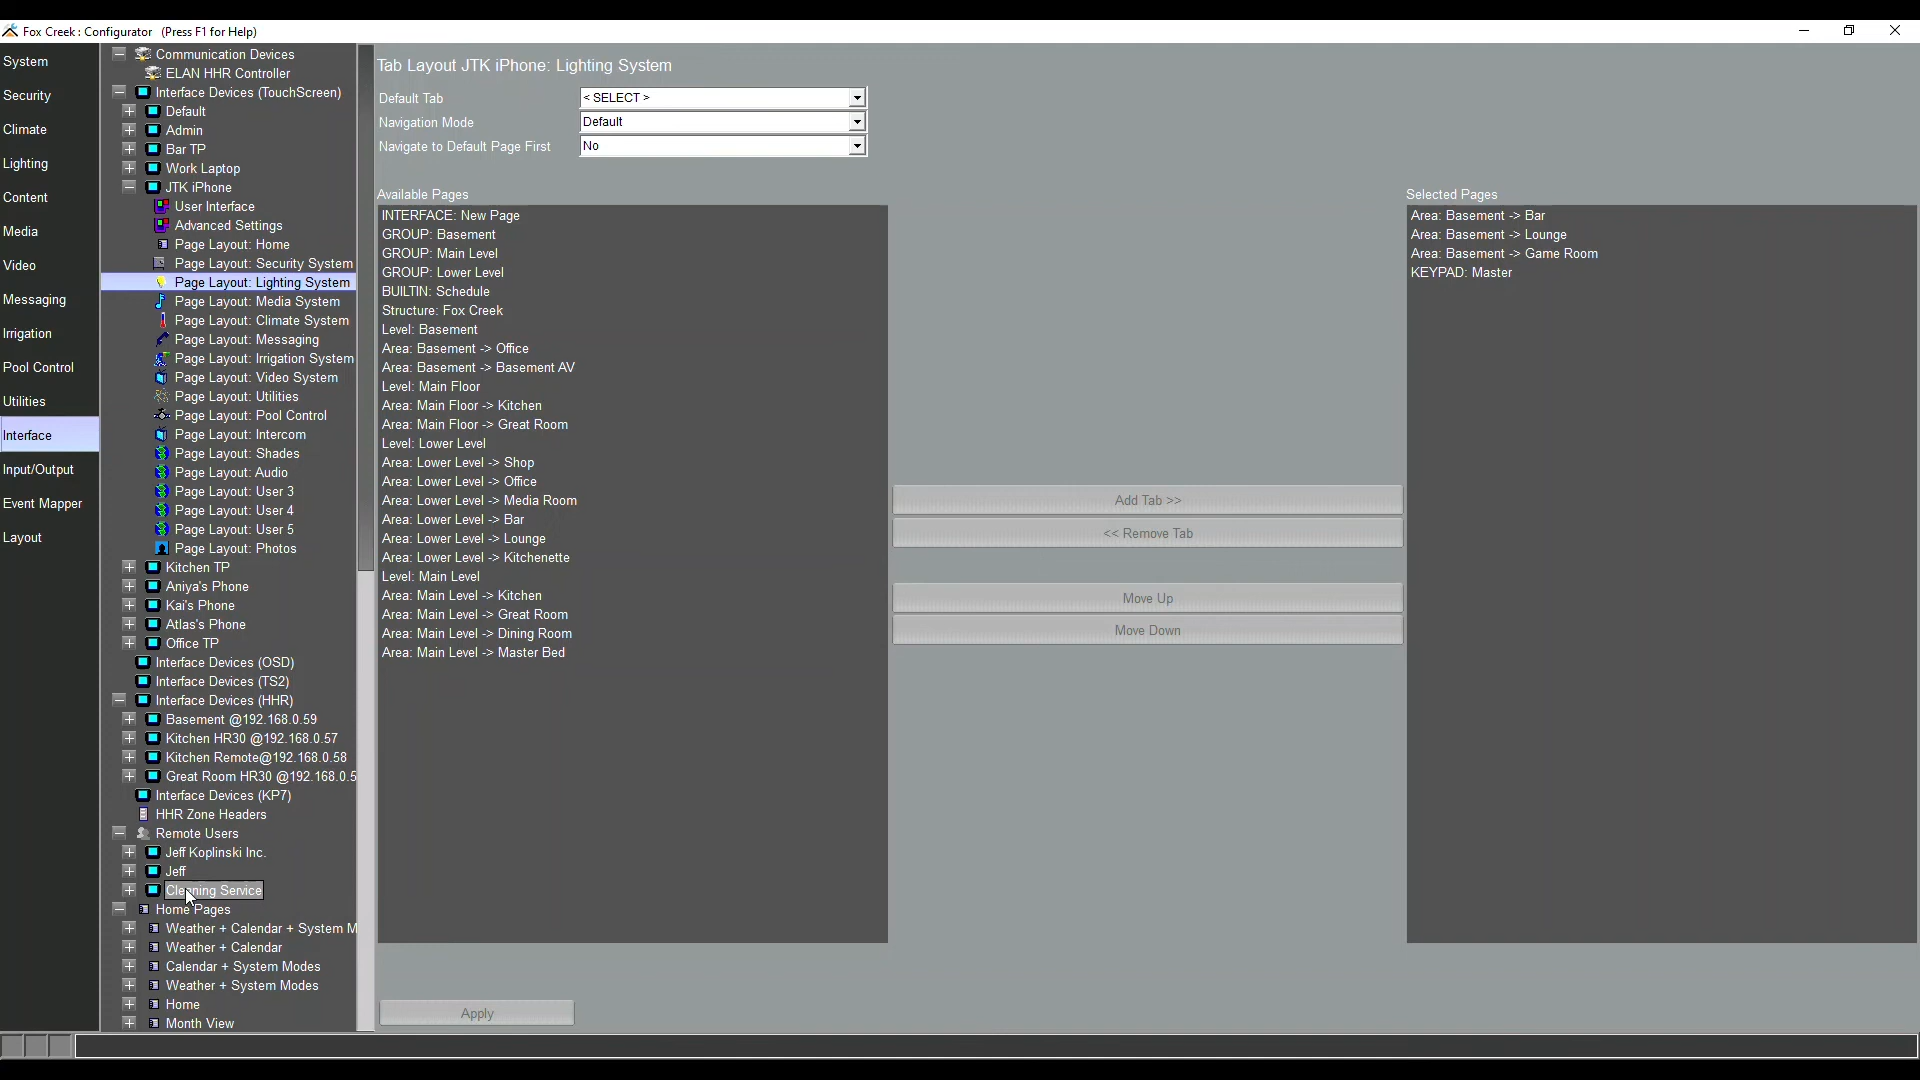 Fox Creek : Configurator   (Press F1 for Help)
System
Security
Climate
Lighting
Content
Media
Video
Messaging
Irrigation
Pool Control
Utilities
Interface
Input/Output
Event Mapper
Layout
Communication Devices
ELAN HHR Controller
Interface Devices (TouchScreen)
Default
Admin
Bar TP
Work Laptop
JTK iPhone
User Interface
Advanced Settings
Page Layout: Home
Page Layout: Security System
Page Layout: Lighting System
Page Layout: Media System
Page Layout: Climate System
Page Layout: Messaging
Page Layout: Irrigation System
Page Layout: Video System
Page Layout: Utilities
Page Layout: Pool Control
Page Layout: Intercom
Page Layout: Shades
Page Layout: Audio
Page Layout: User 3
Page Layout: User 4
Page Layout: User 5
Page Layout: Photos
Kitchen TP
Aniya's Phone
Kai's Phone
Atlas's Phone
Office TP
Interface Devices (OSD)
Interface Devices (TS2)
Interface Devices (HHR)
Basement @192.168.0.59
Kitchen HR30 @192.168.0.57
Kitchen Remote@192.168.0.58
Great Room HR30 @192.168.0.5
Interface Devices (KP7)
HHR Zone Headers
Remote Users
Jeff Koplinski Inc.
Jeff
Cleaning Service
Home Pages
Weather + Calendar + System M
Weather + Calendar
Calendar + System Modes
Weather + System Modes
Home
Month View
Tab Layout JTK iPhone: Lighting System
Default Tab
< SELECT >
Navigation Mode
Default
Navigate to Default Page First
No
Available Pages
INTERFACE: New Page
GROUP: Basement
GROUP: Main Level
GROUP: Lower Level
BUILTIN: Schedule
Structure: Fox Creek
Level: Basement
Area: Basement -> Office
Area: Basement -> Basement AV
Level: Main Floor
Area: Main Floor -> Kitchen
Area: Main Floor -> Great Room
Level: Lower Level
Area: Lower Level -> Shop
Area: Lower Level -> Office
Area: Lower Level -> Media Room
Area: Lower Level -> Bar
Area: Lower Level -> Lounge
Area: Lower Level -> Kitchenette
Level: Main Level
Area: Main Level -> Kitchen
Area: Main Level -> Great Room
Area: Main Level -> Dining Room
Area: Main Level -> Master Bed
Add Tab >>
<< Remove Tab
Move Up
Move Down
Selected Pages
Area: Basement -> Bar
Area: Basement -> Lounge
Area: Basement -> Game Room
KEYPAD: Master
Apply